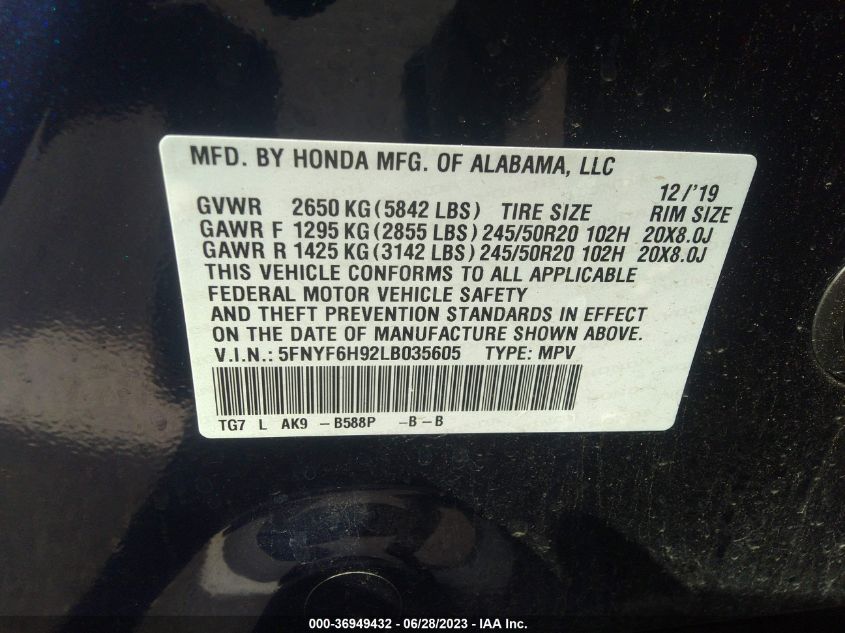 MFD. BY HONDA MFG. OF ALABAMA, LLC
12/'19
GVWR 2650 KG (5842 LBS) TIRE SIZE RIM SIZE
GAWR F 1295 KG (2855 LBS) 245/50R20 102H 20X8.0J
GAWR R 1425 KG (3142 LBS) 245/50R20 102H 20X8.0J
THIS VEHICLE CONFORMS TO ALL APPLICABLE
FEDERAL MOTOR VEHICLE SAFETY
AND THEFT PREVENTION STANDARDS IN EFFECT
ON THE DATE OF MANUFACTURE SHOWN ABOVE.
V.I.N.: 5FNYF6H92LB035605 TYPE: MPV
TG7 L AK9 -B588P -B-B
000-36949432 - 06/28/2023 - IAA Inc.